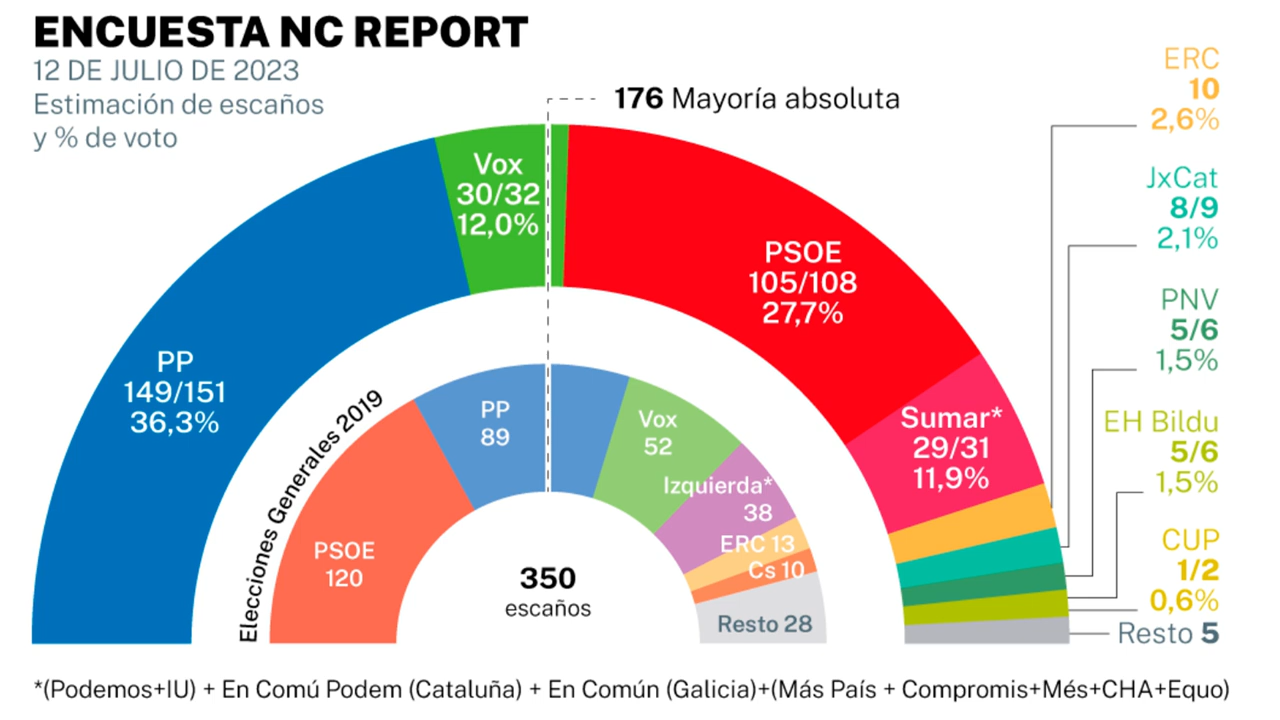 ENCUESTA NC REPORT
12 DE JULIO DE 2023
Estimación de escaños
y % de voto
176 Mayoría absoluta
PP
149/151
36,3%
Vox
30/32
12,0%
PSOE
105/108
27,7%
Sumar*
29/31
11,9%
ERC
10
2,6%
JxCat
8/9
2,1%
PNV
5/6
1,5%
EH Bildu
5/6
1,5%
CUP
1/2
0,6%
Resto 5
Elecciones Generales 2019
PSOE
120
PP
89
Vox
52
Izquierda*
38
ERC 13
Cs 10
Resto 28
350
escaños
*(Podemos+IU) + En Comú Podem (Cataluña) + En Común (Galicia)+(Más País + Compromis+Més+CHA+Equo)